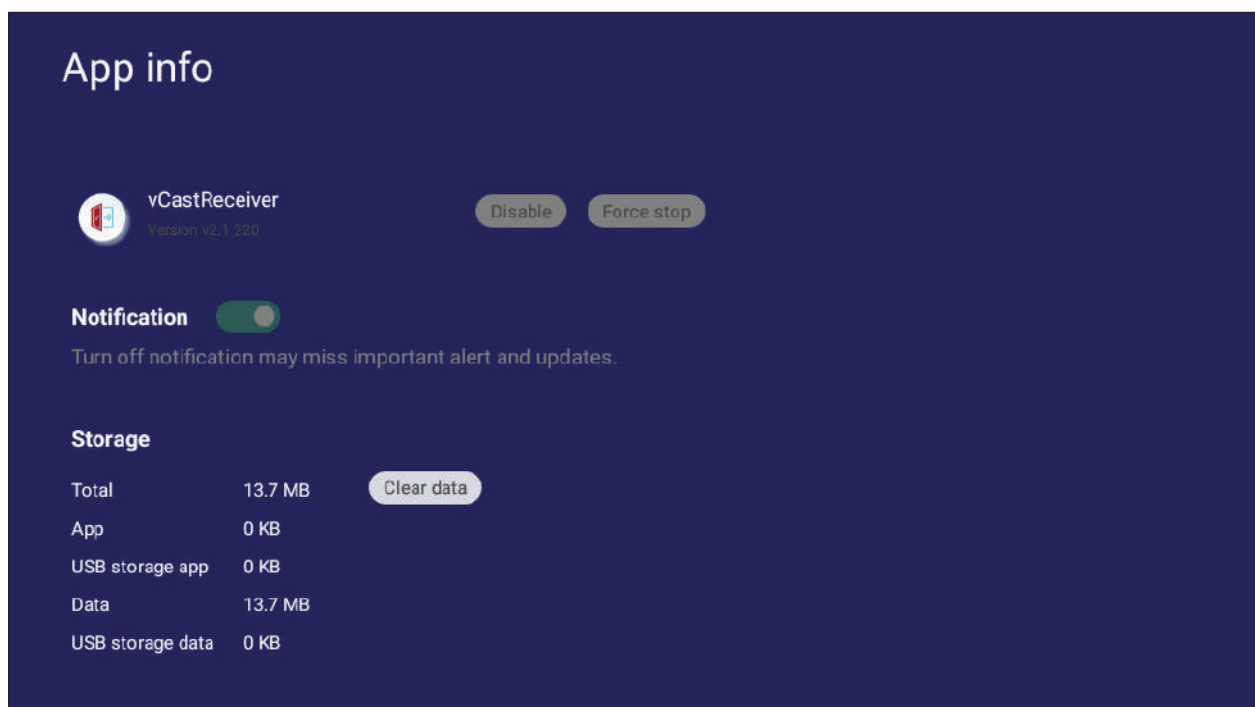 App info
vCastReceiver
Disable
Force stop
Version v2.1.220
Notification
Turn off notification may miss important alert and updates.
Storage
Total 13.7 MB Clear data
App 0 KB
USB storage app 0 KB
Data 13.7 MB
USB storage data 0 KB